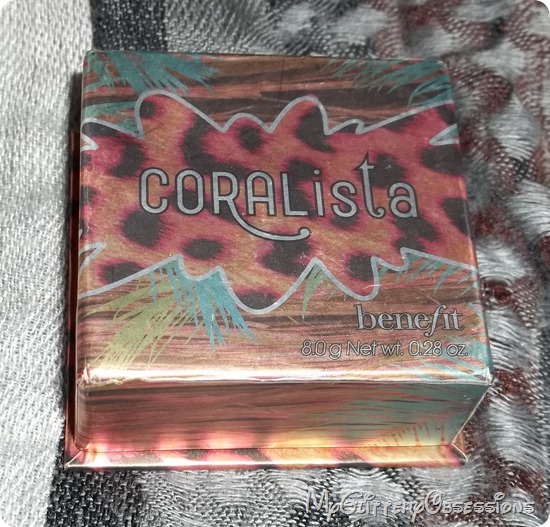 CORALista
benefit
8.0 g Net wt. 0.28 oz.
MyGlitteryObsessions